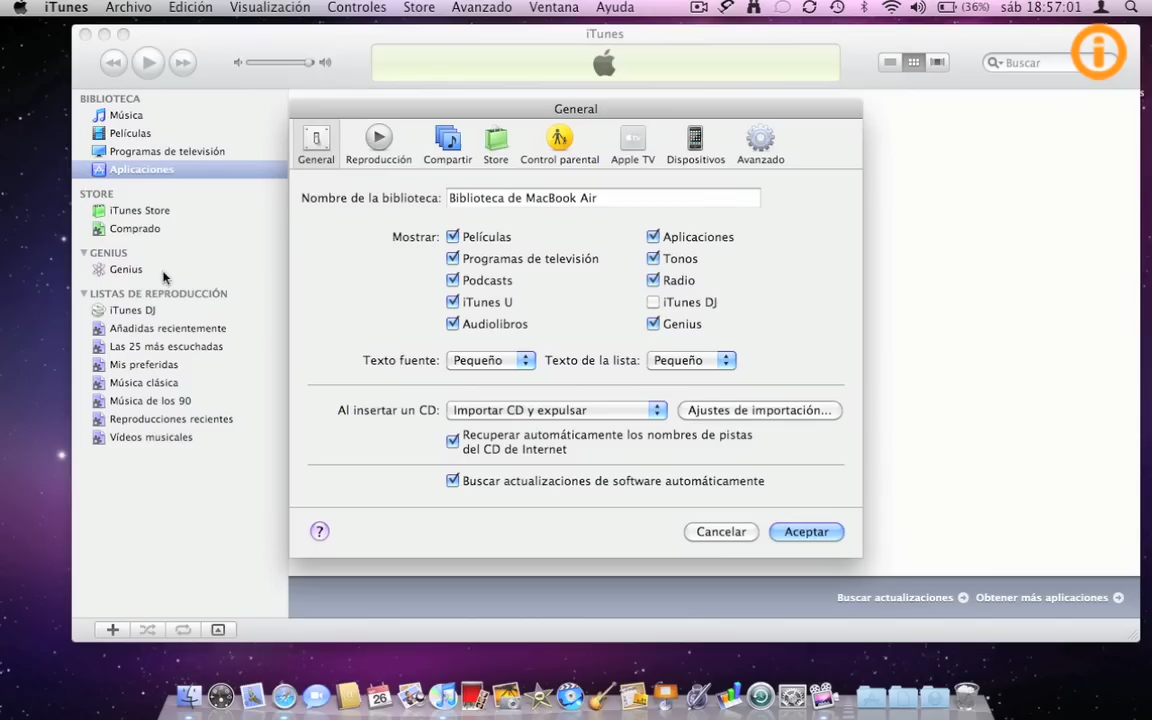 iTunes Archivo Edición Visualización Controles Store Avanzado Ventana Ayuda (36%) sáb 18:57:01
iTunes
Buscar
BIBLIOTECA
Música
Películas
Programas de televisión
Aplicaciones
STORE
iTunes Store
Comprado
GENIUS
Genius
LISTAS DE REPRODUCCIÓN
iTunes DJ
Añadidas recientemente
Las 25 más escuchadas
Mis preferidas
Música clásica
Música de los 90
Reproducciones recientes
Vídeos musicales
General
General Reproducción Compartir Store Control parental Apple TV Dispositivos Avanzado
Nombre de la biblioteca: Biblioteca de MacBook Air
Mostrar: Películas Aplicaciones
Programas de televisión Tonos
Podcasts Radio
iTunes U iTunes DJ
Audiolibros Genius
Texto fuente: Pequeño Texto de la lista: Pequeño
Al insertar un CD: Importar CD y expulsar Ajustes de importación...
Recuperar automáticamente los nombres de pistas
del CD de Internet
Buscar actualizaciones de software automáticamente
? Cancelar Aceptar
Buscar actualizaciones Obtener más aplicaciones